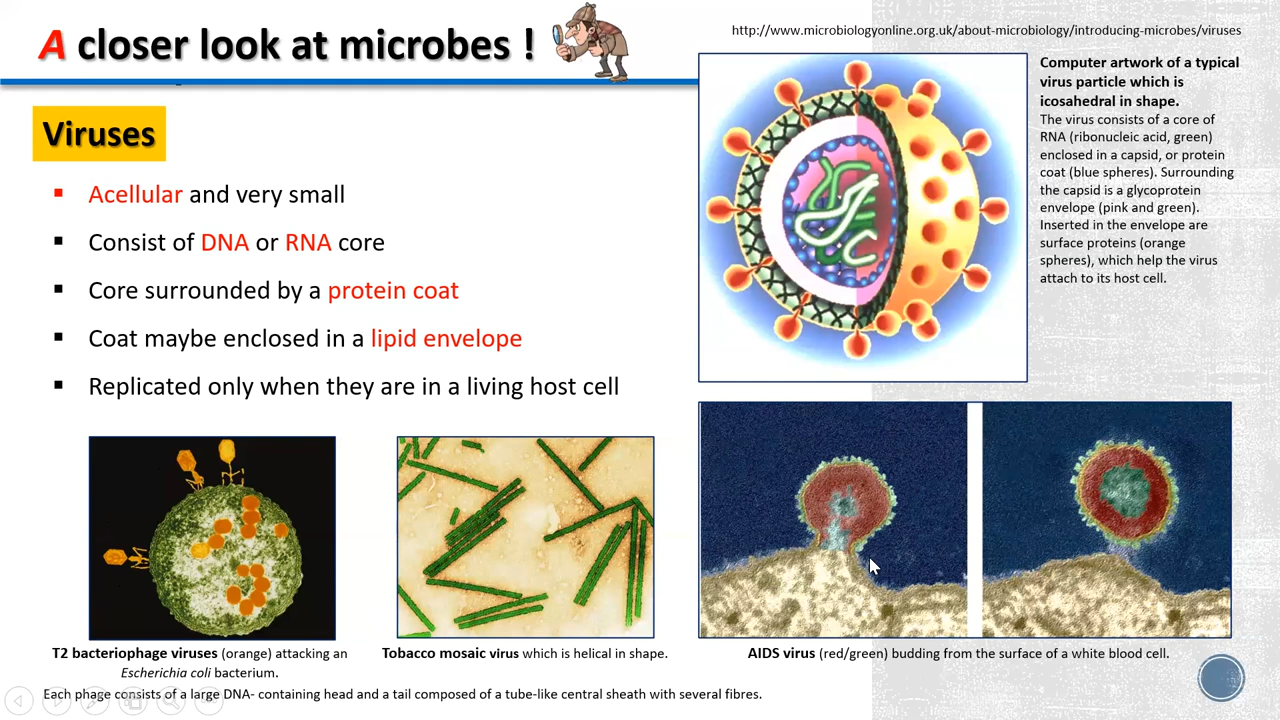 A closer look at microbes !
http://www.microbiologyonline.org.uk/about-microbiology/introducing-microbes/viruses
Viruses
Acellular and very small
Consist of DNA or RNA core
Core surrounded by a protein coat
Coat maybe enclosed in a lipid envelope
Replicated only when they are in a living host cell
Computer artwork of a typical
virus particle which is
icosahedral in shape.
The virus consists of a core of
RNA (ribonucleic acid, green)
enclosed in a capsid, or protein
coat (blue spheres). Surrounding
the capsid is a glycoprotein
envelope (pink and green).
Inserted in the envelope are
surface proteins (orange
spheres), which help the virus
attach to its host cell.
T2 bacteriophage viruses (orange) attacking an
Escherichia coli bacterium.
Tobacco mosaic virus which is helical in shape.
AIDS virus (red/green) budding from the surface of a white blood cell.
Each phage consists of a large DNA- containing head and a tail composed of a tube-like central sheath with several fibres.